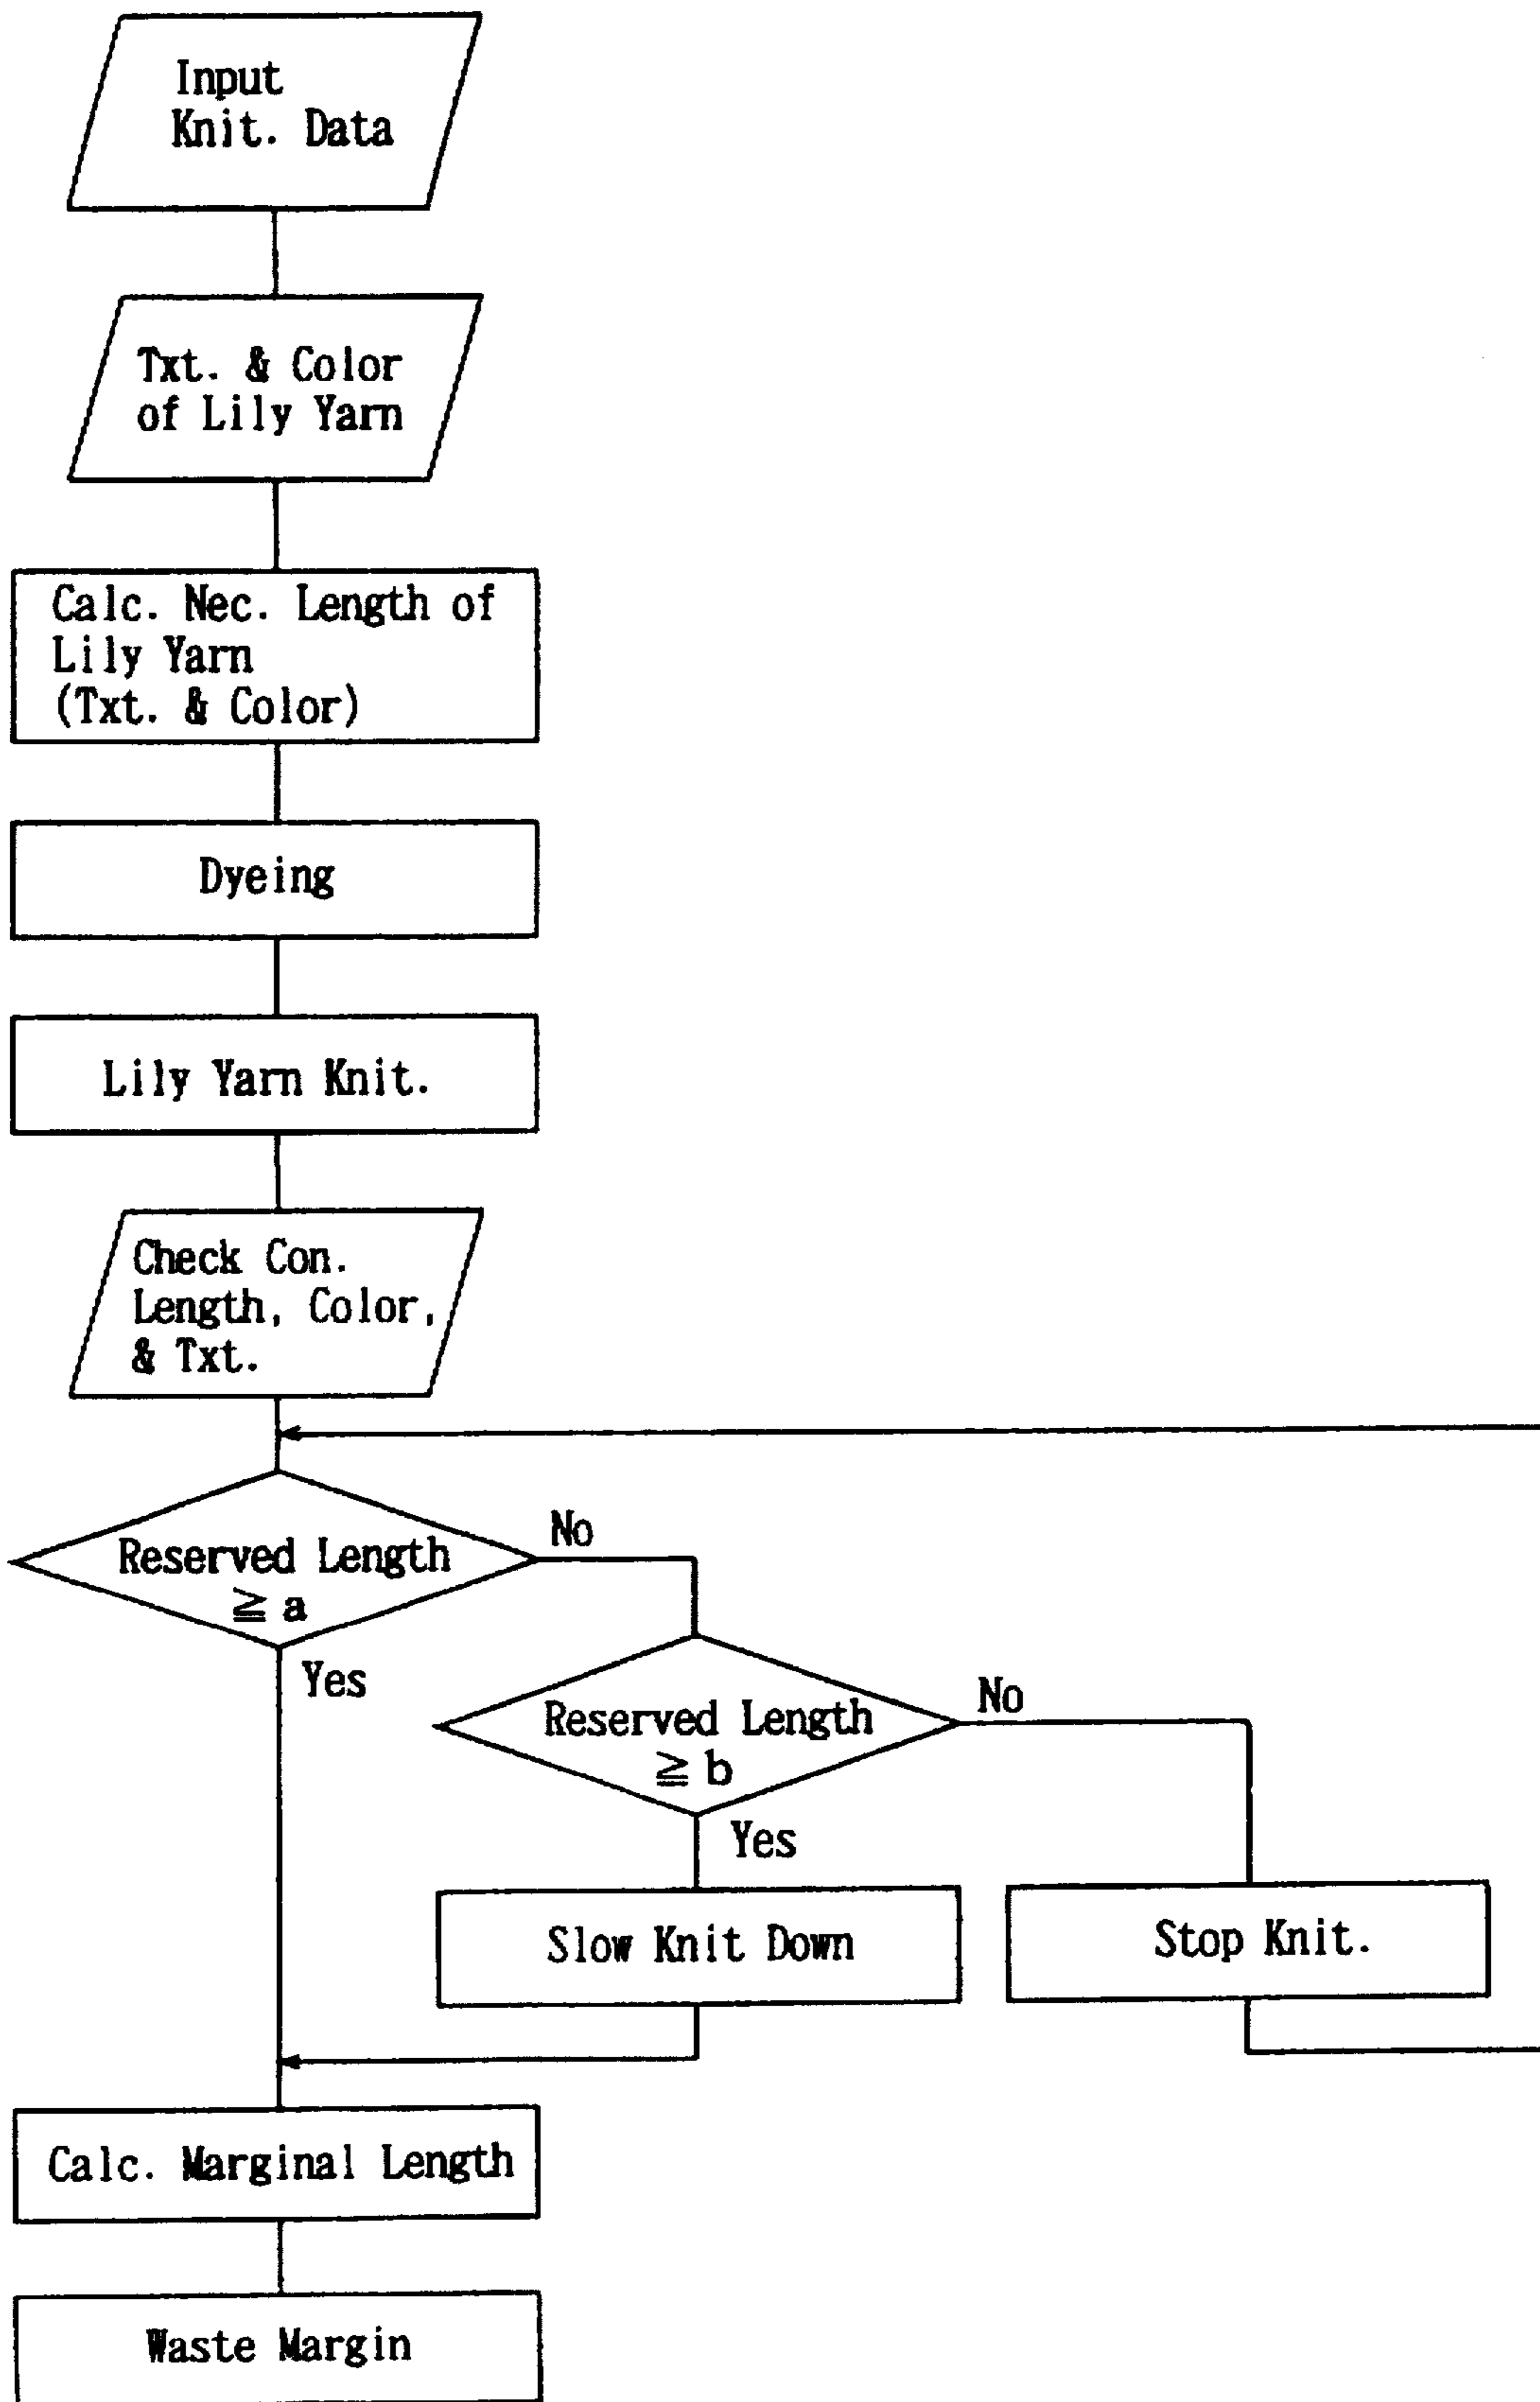 Input
Knit. Data
Txt. & Color
of Lily Yarn
Calc. Nec. Length of
Lily Yarn
(Txt. & Color)
Dyeing
Lily Yarn Knit.
Check Con.
Length, Color,
& Txt.
Reserved Length
≧ a
No
Yes
Reserved Length
≧ b
No
Yes
Slow Knit Down
Stop Knit.
Calc. Marginal Length
Waste Margin